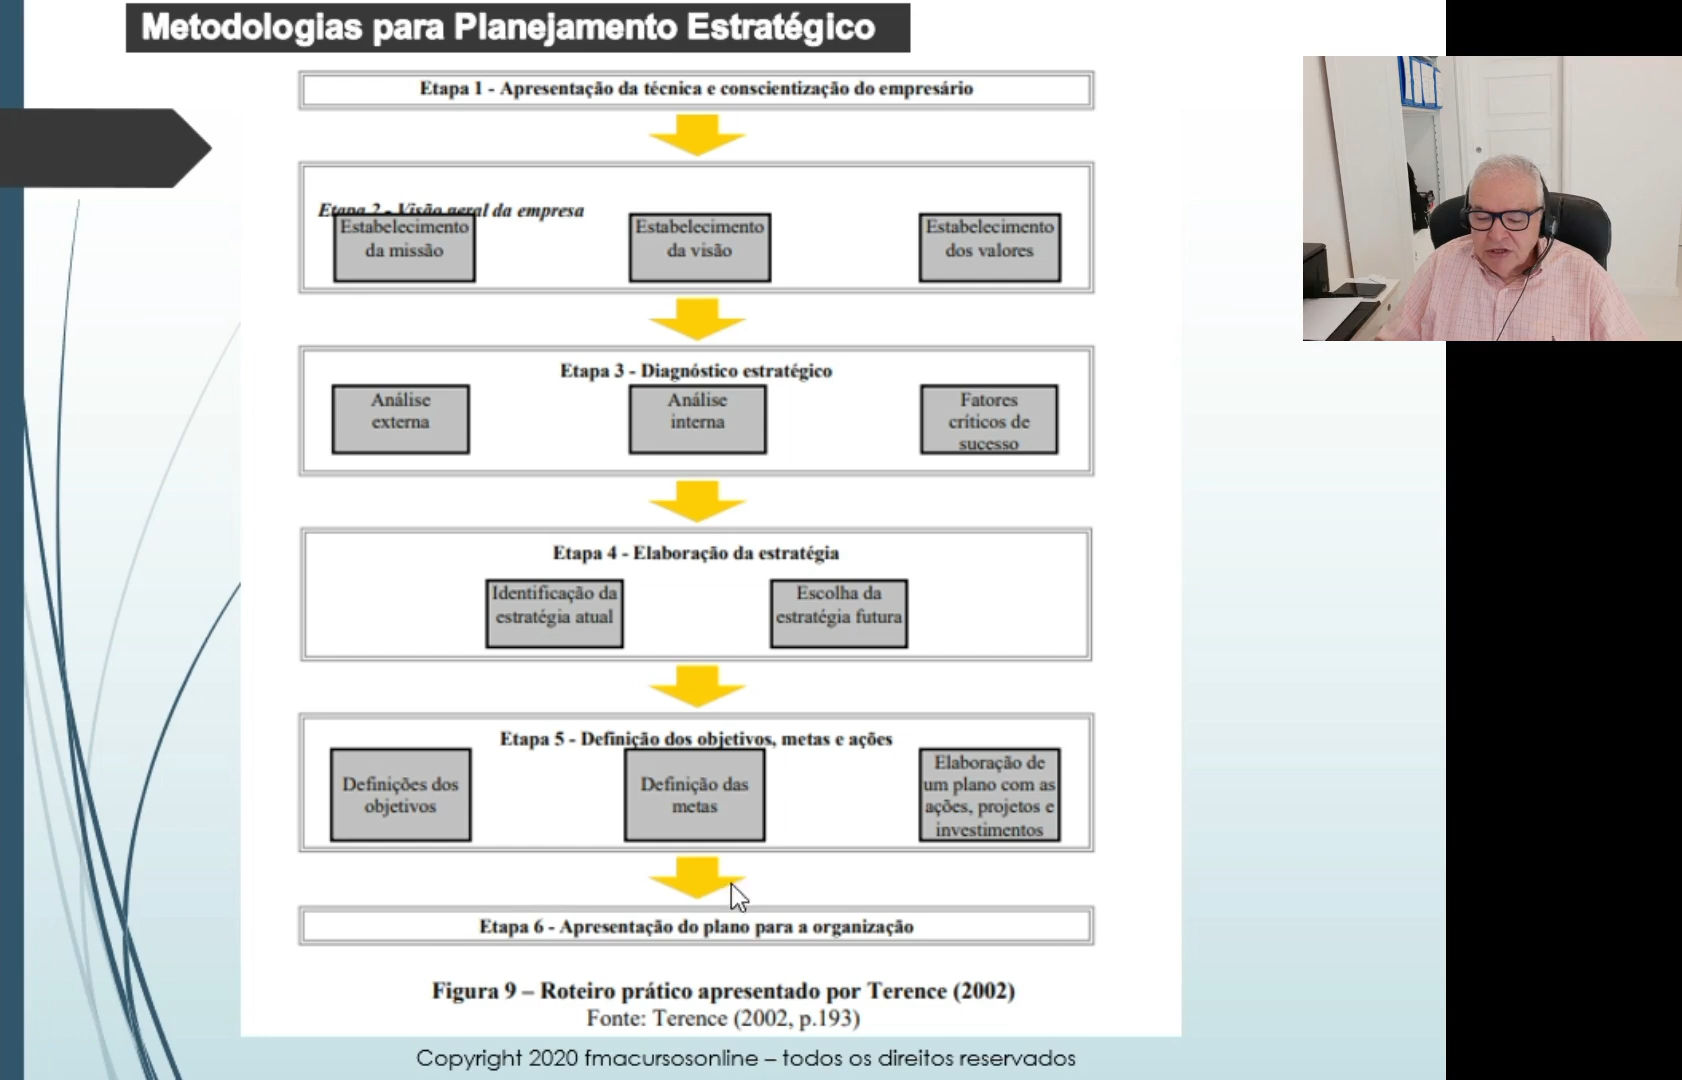 Metodologias para Planejamento Estratégico
Etapa 1 - Apresentação da técnica e conscientização do empresário
Etapa 2 - Visão geral da empresa
Estabelecimento
da missão
Estabelecimento
da visão
Estabelecimento
dos valores
Etapa 3 - Diagnóstico estratégico
Análise
externa
Análise
interna
Fatores
críticos de
sucesso
Etapa 4 - Elaboração da estratégia
Identificação da
estratégia atual
Escolha da
estratégia futura
Etapa 5 - Definição dos objetivos, metas e ações
Definições dos
objetivos
Definição das
metas
Elaboração de
um plano com as
ações, projetos e
investimentos
Etapa 6 - Apresentação do plano para a organização
Figura 9 – Roteiro prático apresentado por Terence (2002)
Fonte: Terence (2002, p.193)
Copyright 2020 fmacursosonline – todos os direitos reservados